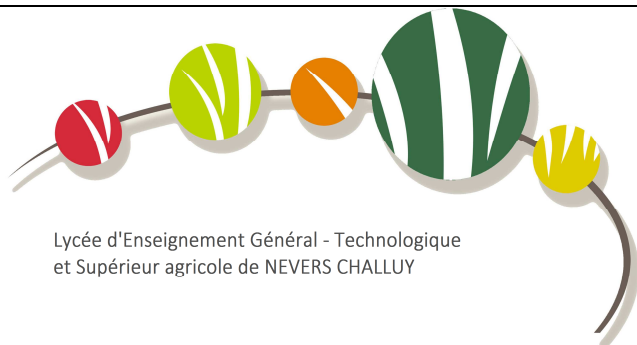 Lycée d'Enseignement Général - Technologique
et Supérieur agricole de NEVERS CHALLUY